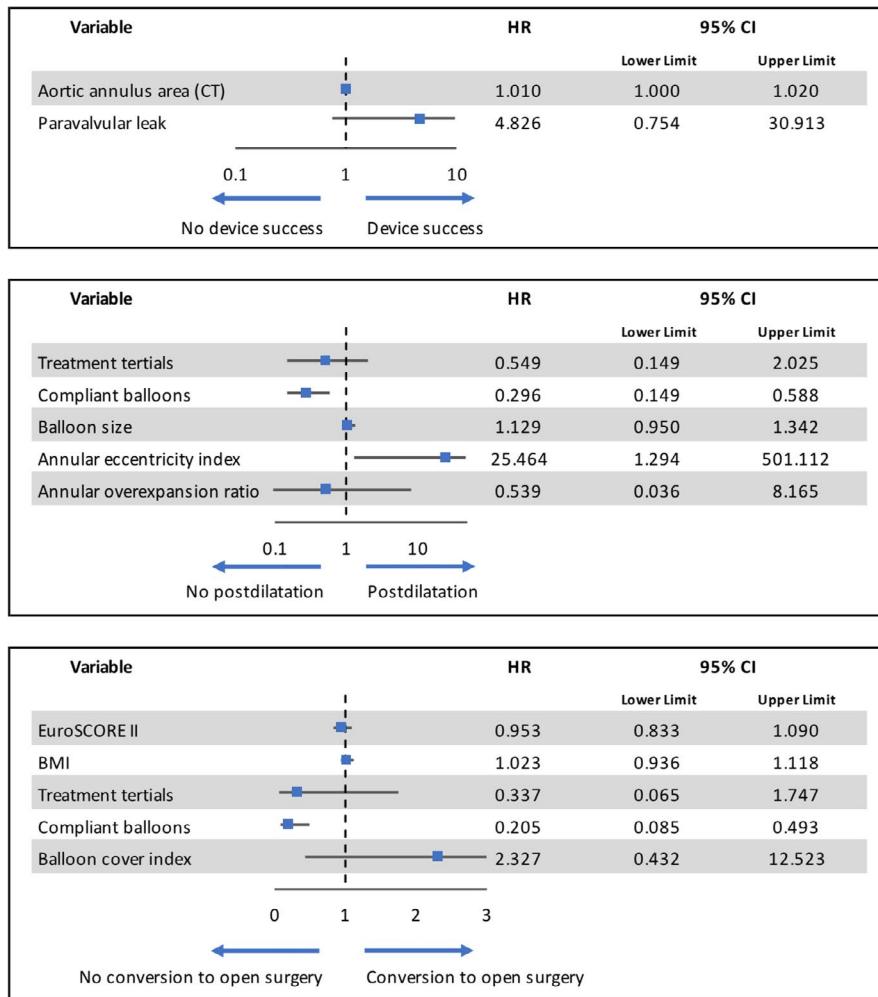 Variable HR 95% CI
Lower Limit Upper Limit
Aortic annulus area (CT) 1.010 1.000 1.020
Paravalvular leak 4.826 0.754 30.913
0.1 1 10
No device success Device success
Variable HR 95% CI
Lower Limit Upper Limit
Treatment tertials 0.549 0.149 2.025
Compliant balloons 0.296 0.149 0.588
Balloon size 1.129 0.950 1.342
Annular eccentricity index 25.464 1.294 501.112
Annular overexpansion ratio 0.539 0.036 8.165
0.1 1 10
No postdilatation Postdilatation
Variable HR 95% CI
Lower Limit Upper Limit
EuroSCORE II 0.953 0.833 1.090
BMI 1.023 0.936 1.118
Treatment tertials 0.337 0.065 1.747
Compliant balloons 0.205 0.085 0.493
Balloon cover index 2.327 0.432 12.523
0 1 2 3
No conversion to open surgery Conversion to open surgery